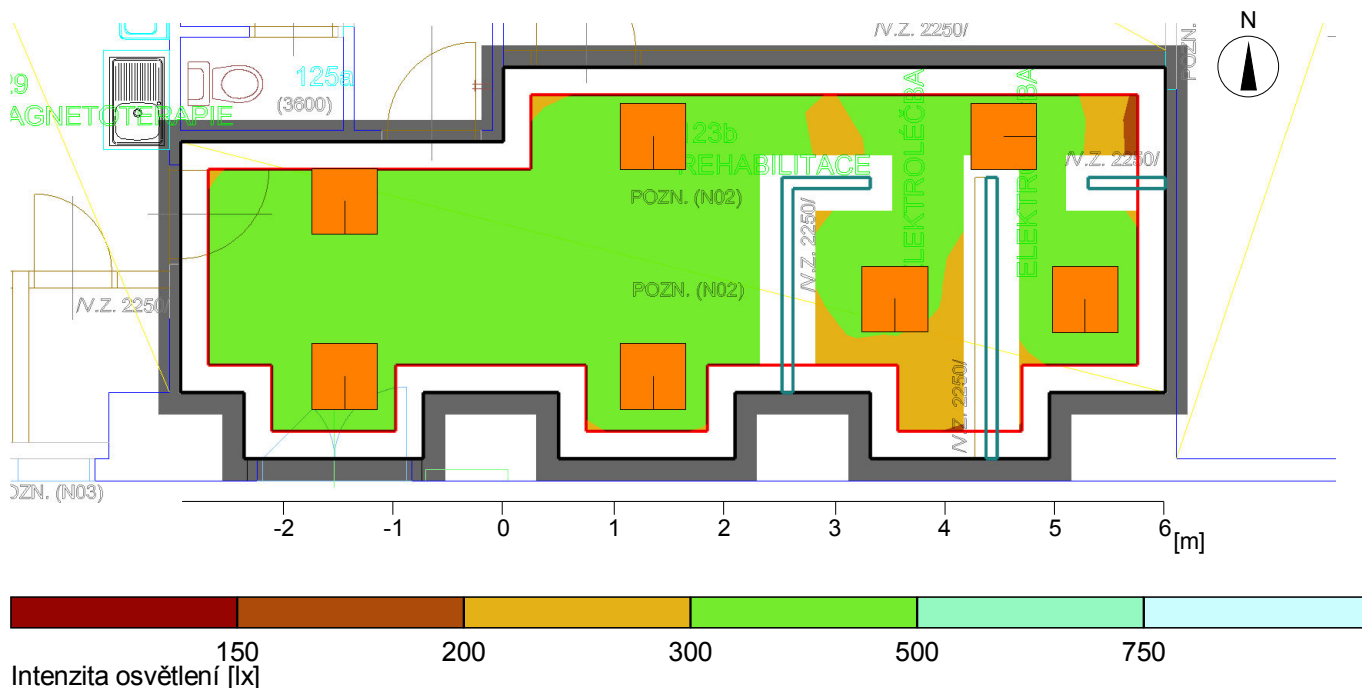 /V.Z. 2250/
N
POZN.
125a
(3600)
AGNETOTERAPIE
REHABILITACE
ELEKTROLÉČBA
/V.Z. 2250/
POZN. (N02)
/V.Z. 2250/
POZN. (N02)
/V.Z. 2250/
/V.Z. 2250/
(N03)
-2 -1 0 1 2 3 4 5 6 [m]
150 200 300 500 750
Intenzita osvětlení [lx]